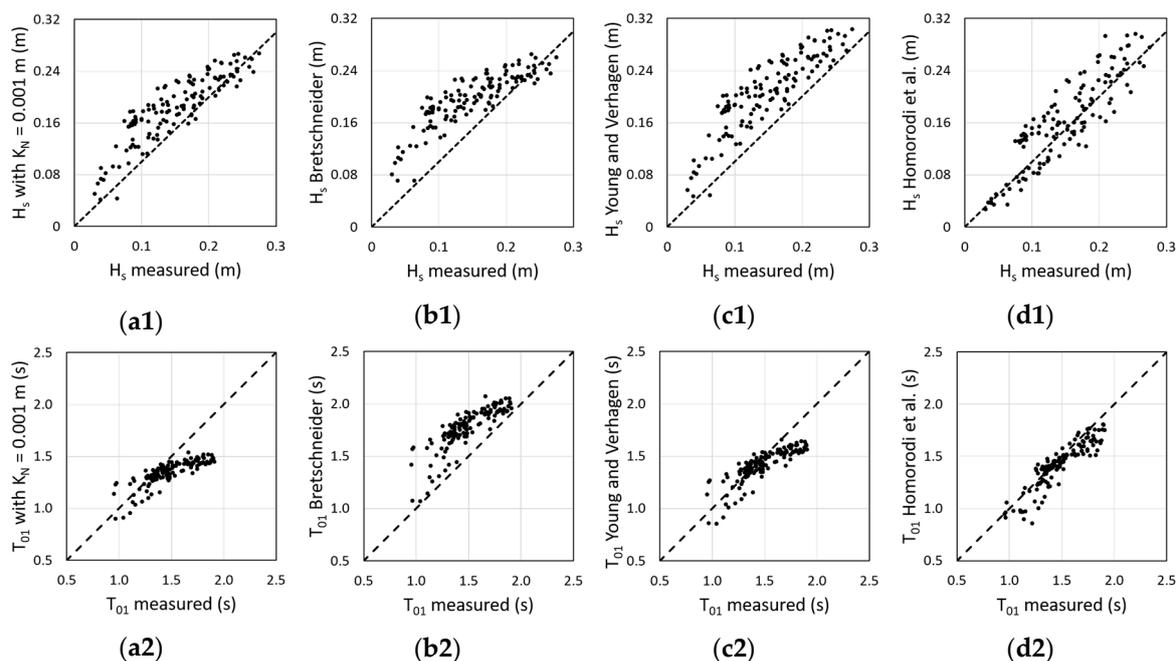 0.32
0.24
0.16
0.08
0
0 0.1 0.2 0.3
Hₛ with K_N = 0.001 m (m)
Hₛ measured (m)
(a1)
0.32
0.24
0.16
0.08
0
0 0.1 0.2 0.3
Hₛ Bretschneider (m)
Hₛ measured (m)
(b1)
0.32
0.24
0.16
0.08
0
0 0.1 0.2 0.3
Hₛ Young and Verhagen (m)
Hₛ measured (m)
(c1)
0.32
0.24
0.16
0.08
0
0 0.1 0.2 0.3
Hₛ Homorodi et al. (m)
Hₛ measured (m)
(d1)
2.5
2.0
1.5
1.0
0.5
0.5 1.0 1.5 2.0 2.5
T₀₁ with K_N = 0.001 m (s)
T₀₁ measured (s)
(a2)
2.5
2.0
1.5
1.0
0.5
0.5 1.0 1.5 2.0 2.5
T₀₁ Bretschneider (s)
T₀₁ measured (s)
(b2)
2.5
2.0
1.5
1.0
0.5
0.5 1.0 1.5 2.0 2.5
T₀₁ Young and Verhagen (s)
T₀₁ measured (s)
(c2)
2.5
2.0
1.5
1.0
0.5
0.5 1.0 1.5 2.0 2.5
T₀₁ Homorodi et al. (s)
T₀₁ measured (s)
(d2)